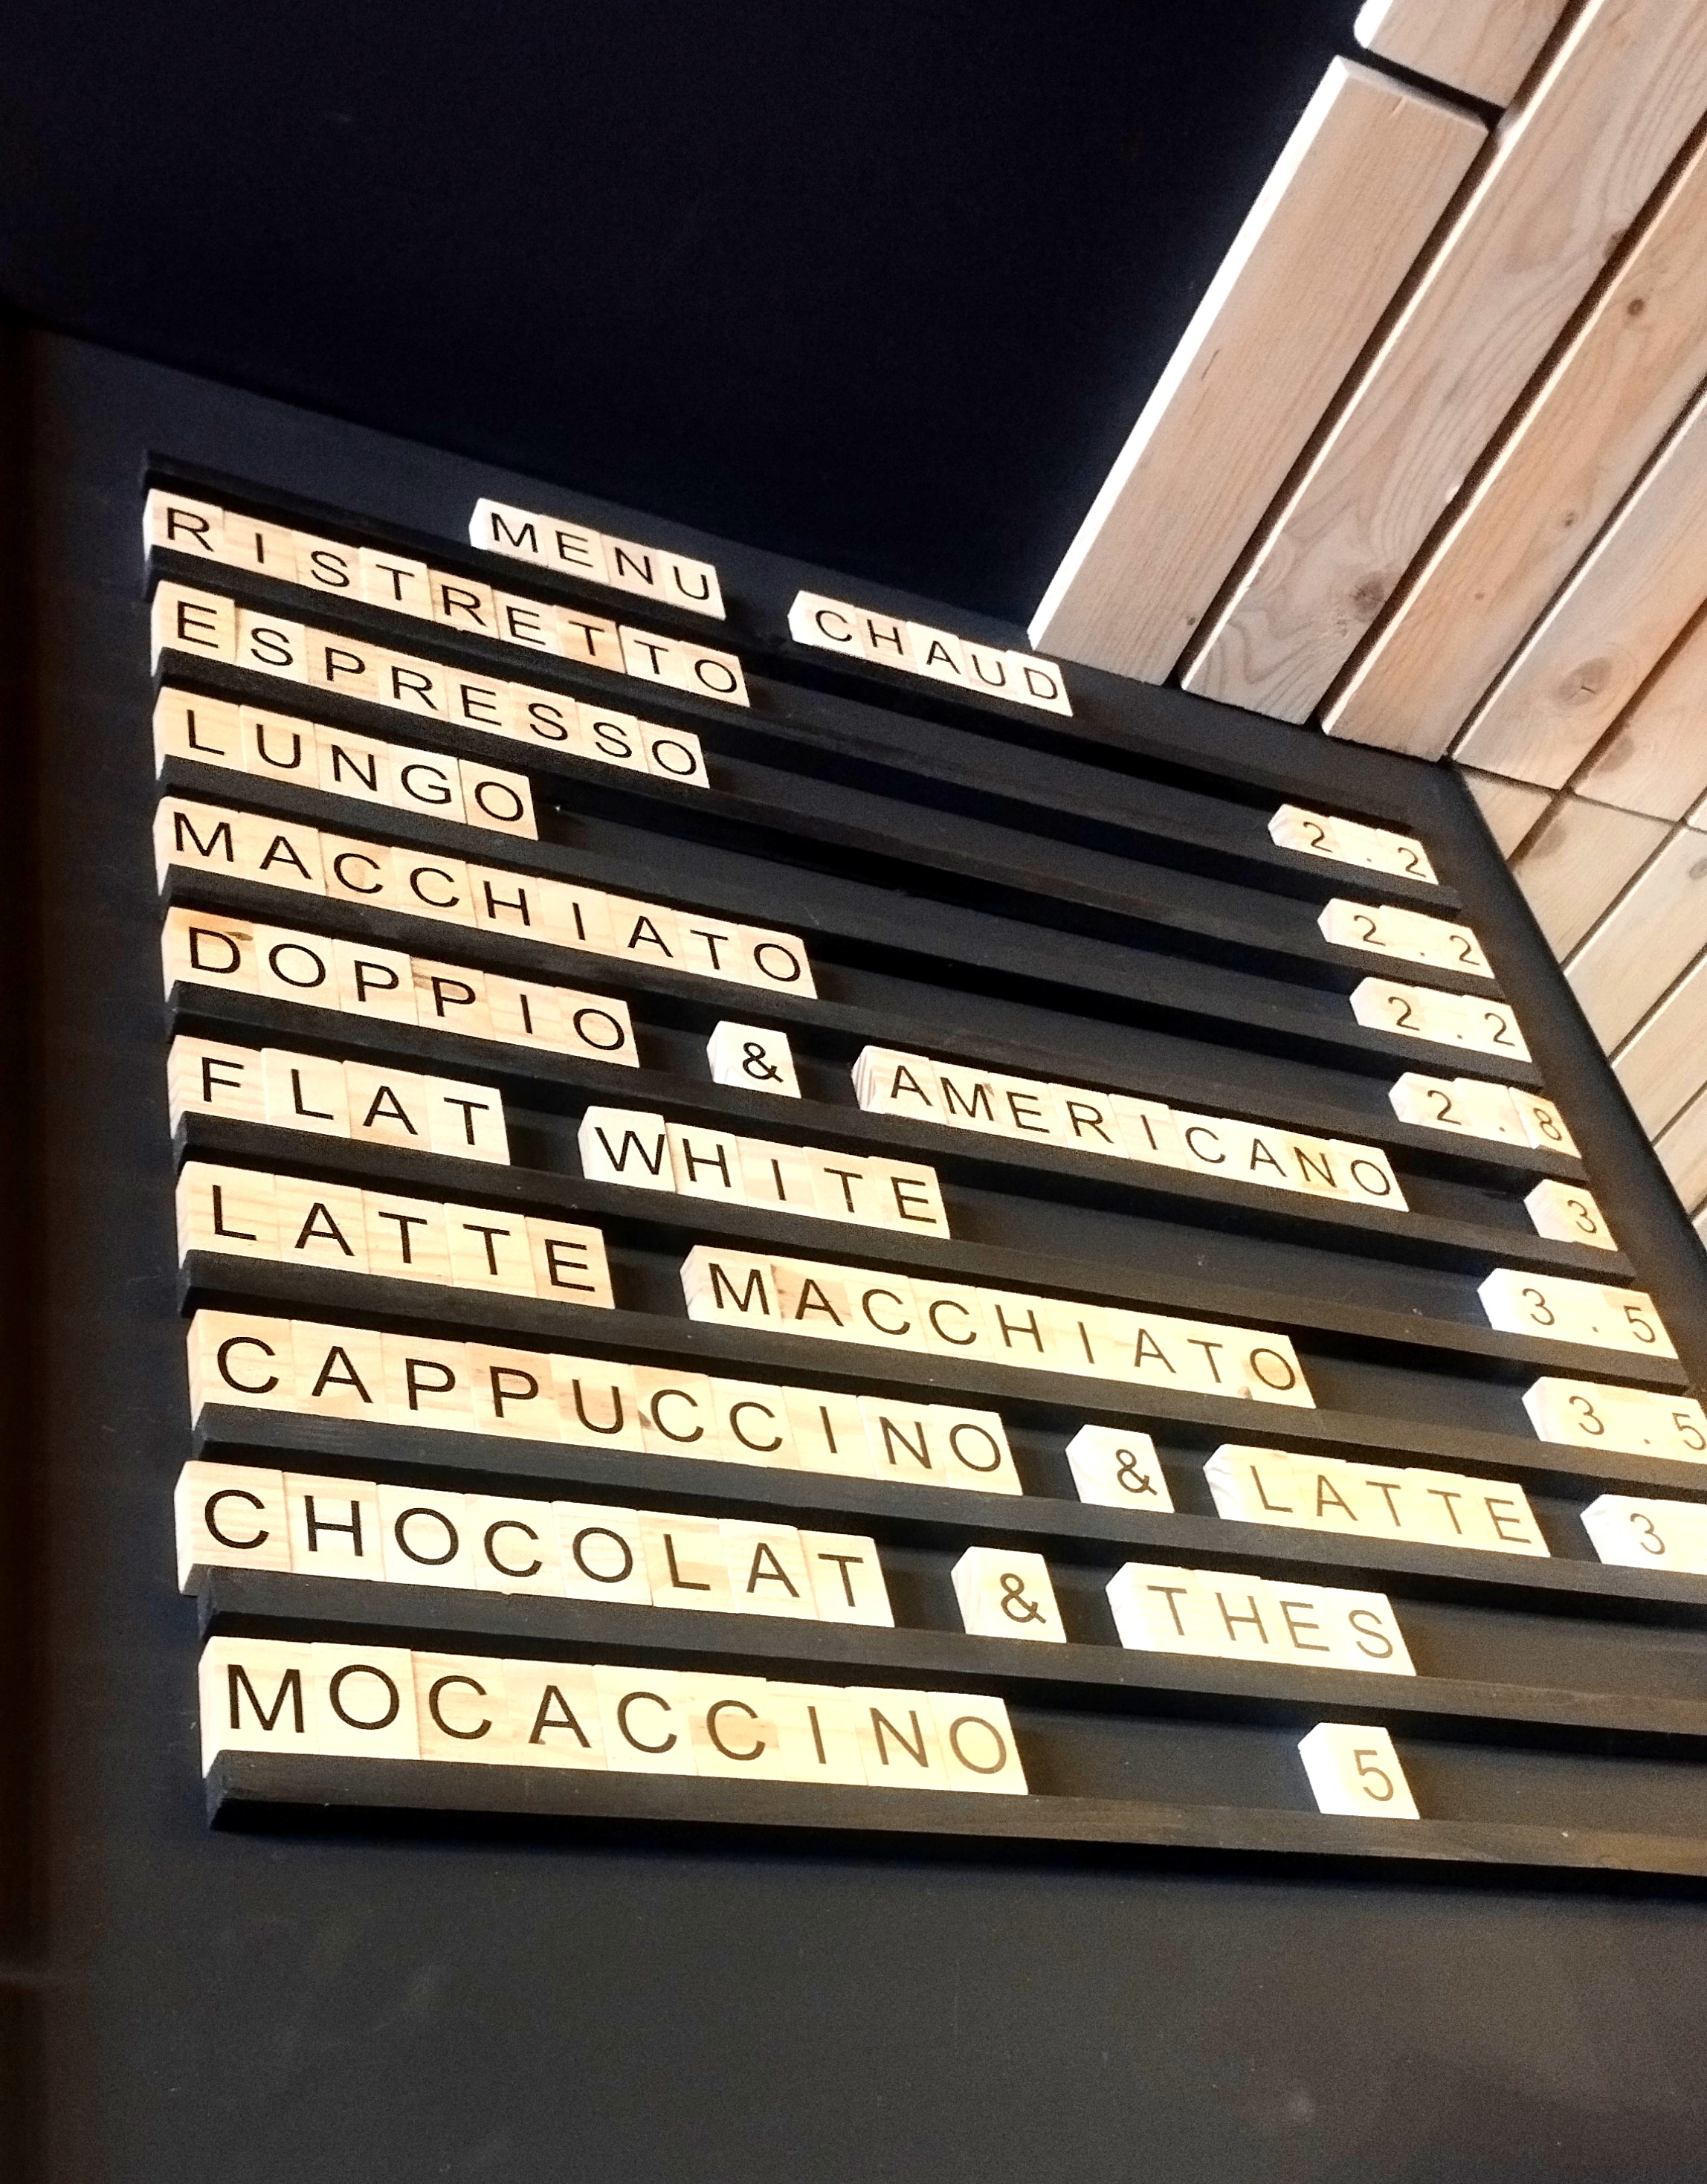 MENU CHAUD
RISTRETTO 2.2
ESPRESSO 2.2
LUNGO 2.2
MACCHIATO 2.8
DOPPIO & AMERICANO 3
FLAT WHITE 3.5
LATTE MACCHIATO 3.5
CAPPUCCINO & LATTE 3
CHOCOLAT & THES
MOCACCINO 5